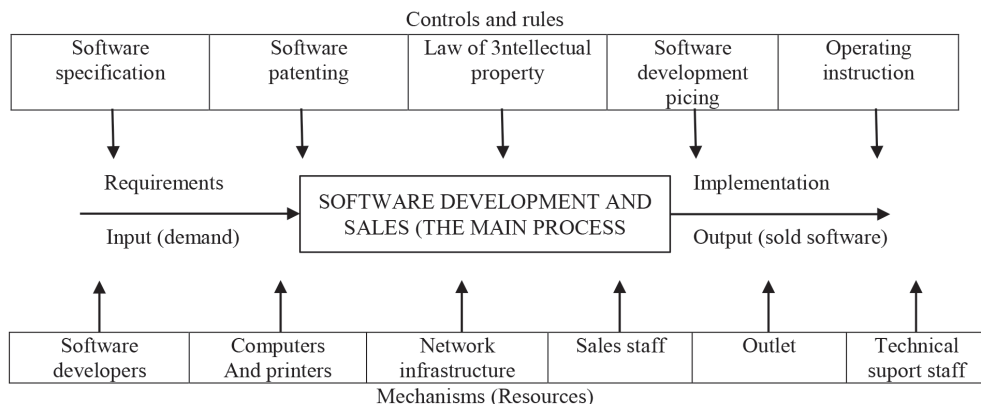 Controls and rules
Software
specification
Software
patenting
Law of 3ntellectual
property
Software
development
picing
Operating
instruction
Requirements
Input (demand)
SOFTWARE DEVELOPMENT AND
SALES (THE MAIN PROCESS
Implementation
Output (sold software)
Software
developers
Computers
And printers
Network
infrastructure
Sales staff
Outlet
Technical
suport staff
Mechanisms (Resources)